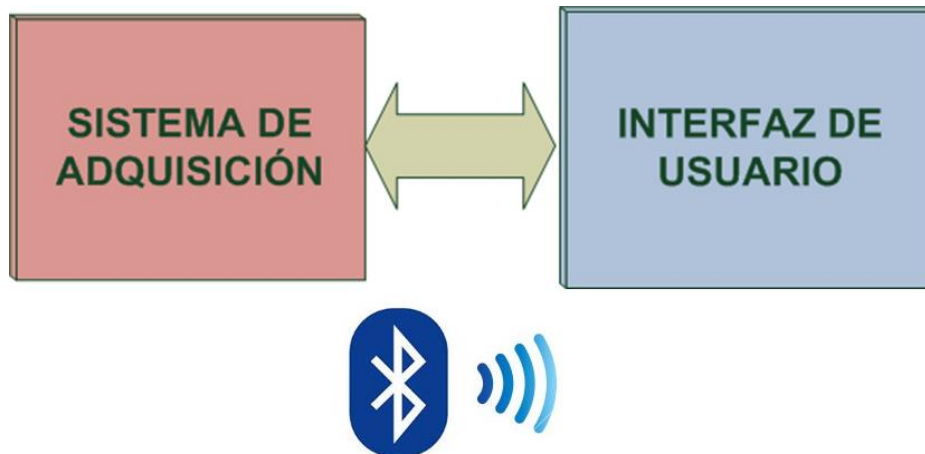 SISTEMA DE
ADQUISICIÓN
INTERFAZ DE
USUARIO